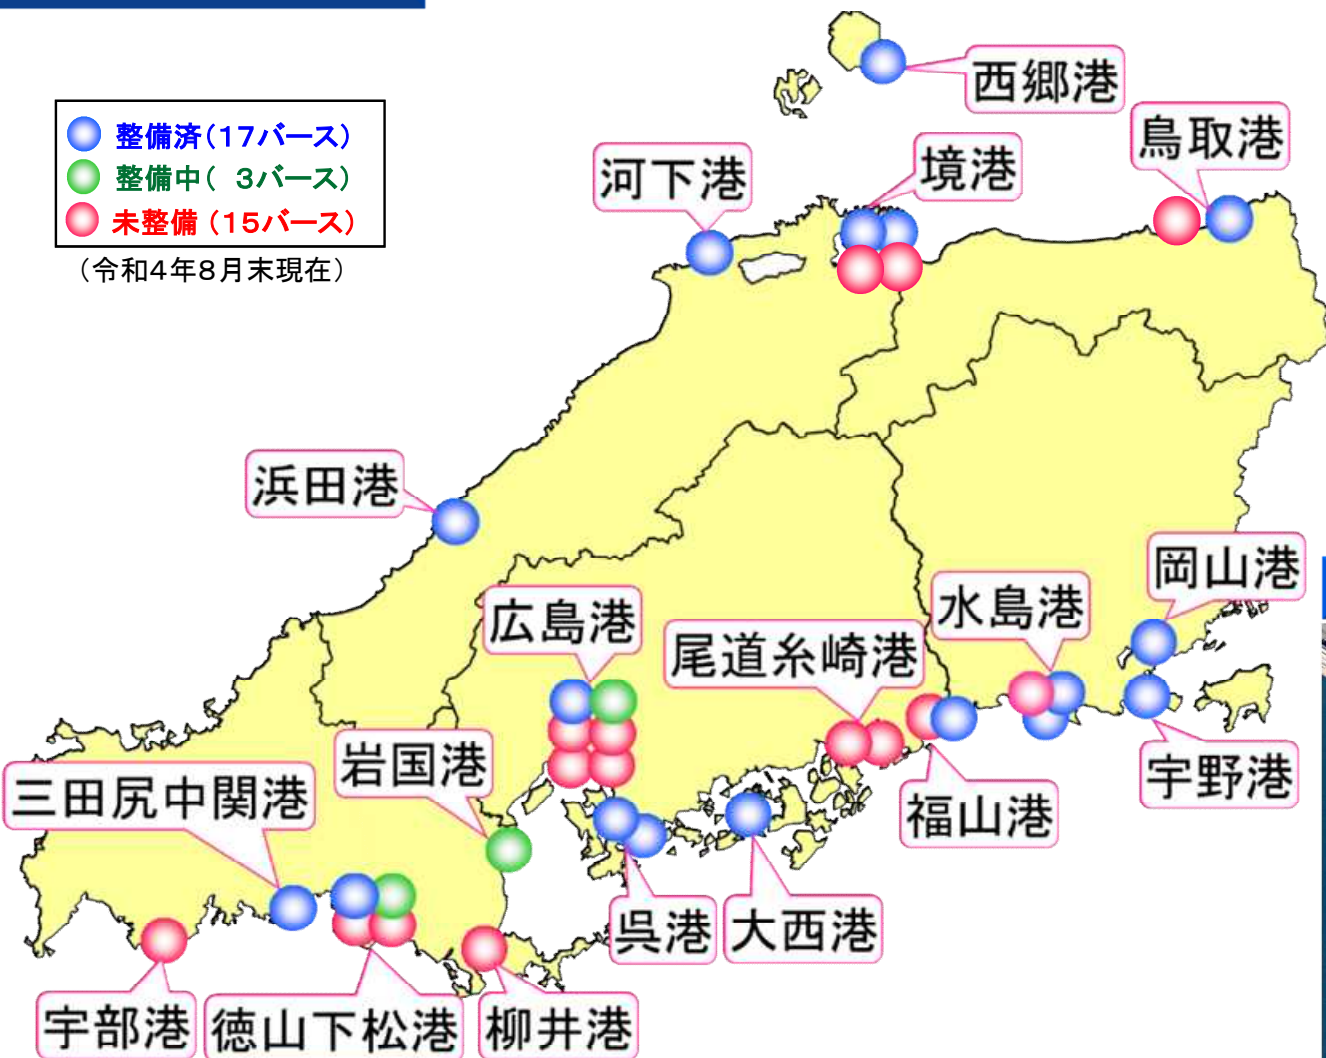 西郷港
鳥取港
境港
河下港
整備済(17バース)
整備中( 3バース)
未整備(15バース)
(令和4年8月末現在)
浜田港
岡山港
水島港
広島港
尾道糸崎港
岩国港
三田尻中関港
宇野港
福山港
呉港
大西港
宇部港
徳山下松港
柳井港